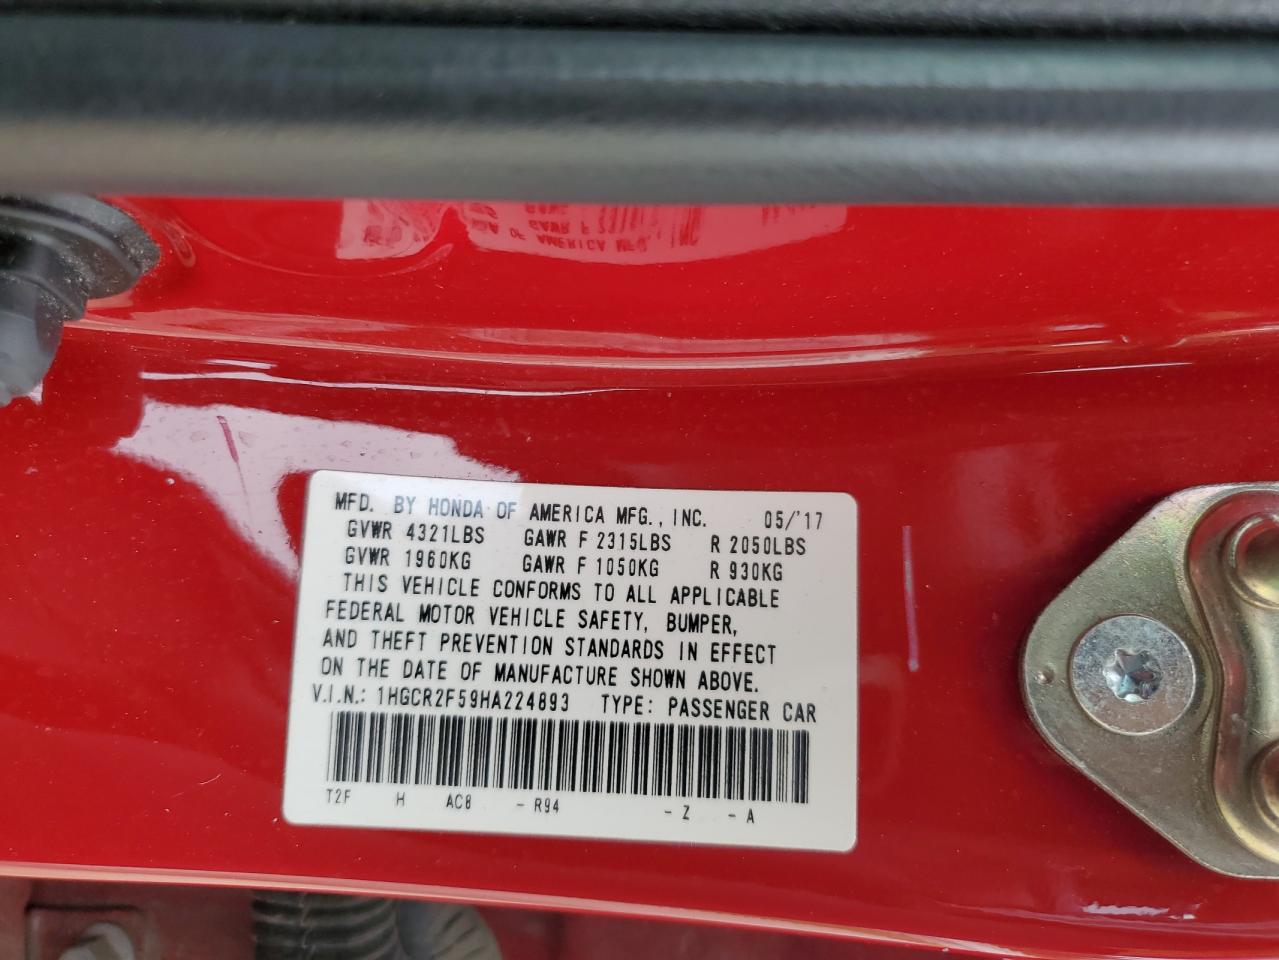 MFD. BY HONDA OF AMERICA MFG., INC. 05/'17
GVWR 4321LBS GAWR F 2315LBS R 2050LBS
GVWR 1960KG GAWR F 1050KG R 930KG
THIS VEHICLE CONFORMS TO ALL APPLICABLE
FEDERAL MOTOR VEHICLE SAFETY, BUMPER,
AND THEFT PREVENTION STANDARDS IN EFFECT
ON THE DATE OF MANUFACTURE SHOWN ABOVE.
V.I.N.: 1HGCR2F59HA224893 TYPE: PASSENGER CAR
T2F H AC8 - R94 - Z - A